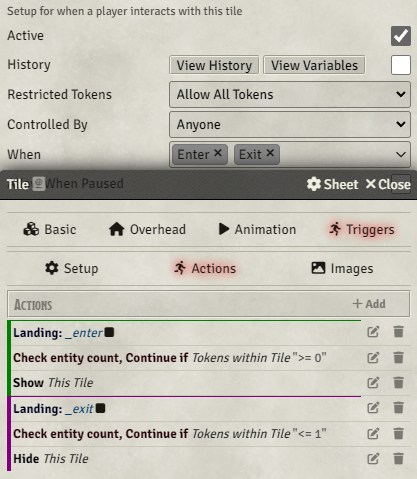 Setup for when a player interacts with this tile
Active
History View History View Variables
Restricted Tokens Allow All Tokens
Controlled By Anyone
When Enter × Exit ×
When Paused
Tile Sheet ×Close
Basic Overhead Animation Triggers
Setup Actions Images
ACTIONS + Add
Landing: _enter
Check entity count, Continue if Tokens within Tile ">= 0"
Show This Tile
Landing: _exit
Check entity count, Continue if Tokens within Tile "<= 1"
Hide This Tile